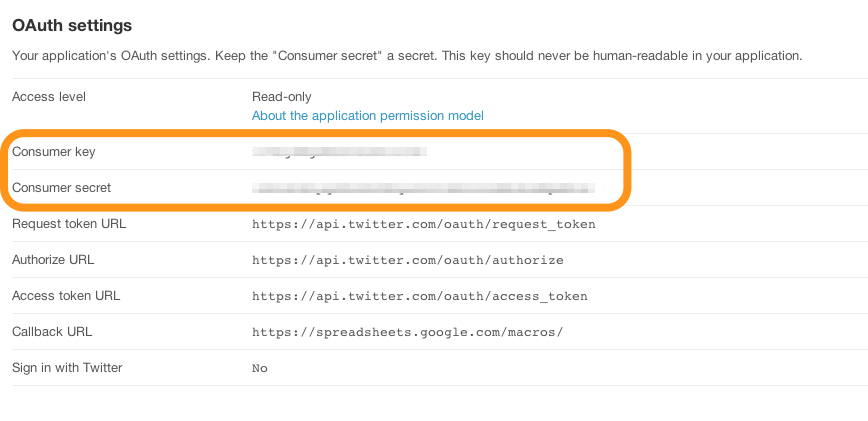 OAuth settings
Your application's OAuth settings. Keep the "Consumer secret" a secret. This key should never be human-readable in your application.
Access level Read-only
About the application permission model
Consumer key
Consumer secret
Request token URL https://api.twitter.com/oauth/request_token
Authorize URL https://api.twitter.com/oauth/authorize
Access token URL https://api.twitter.com/oauth/access_token
Callback URL https://spreadsheets.google.com/macros/
Sign in with Twitter No